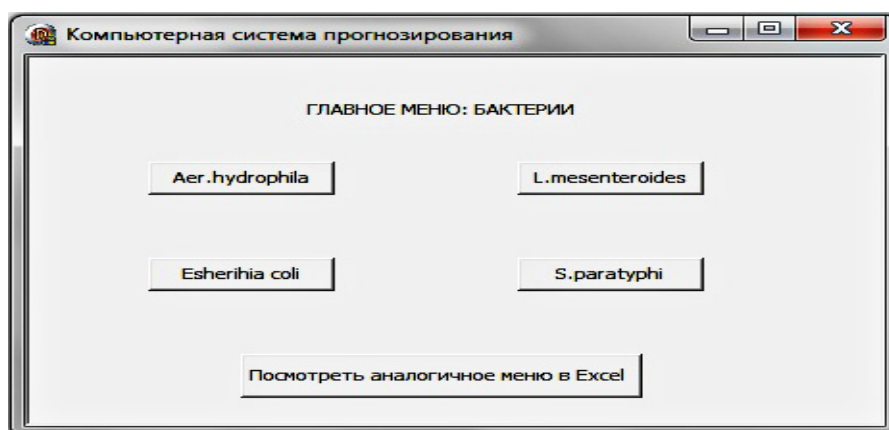 Компьютерная система прогнозирования
ГЛАВНОЕ МЕНЮ: БАКТЕРИИ
Aer.hydrophila
L.mesenteroides
Esherihia coli
S.paratyphi
Посмотреть аналогичное меню в Excel